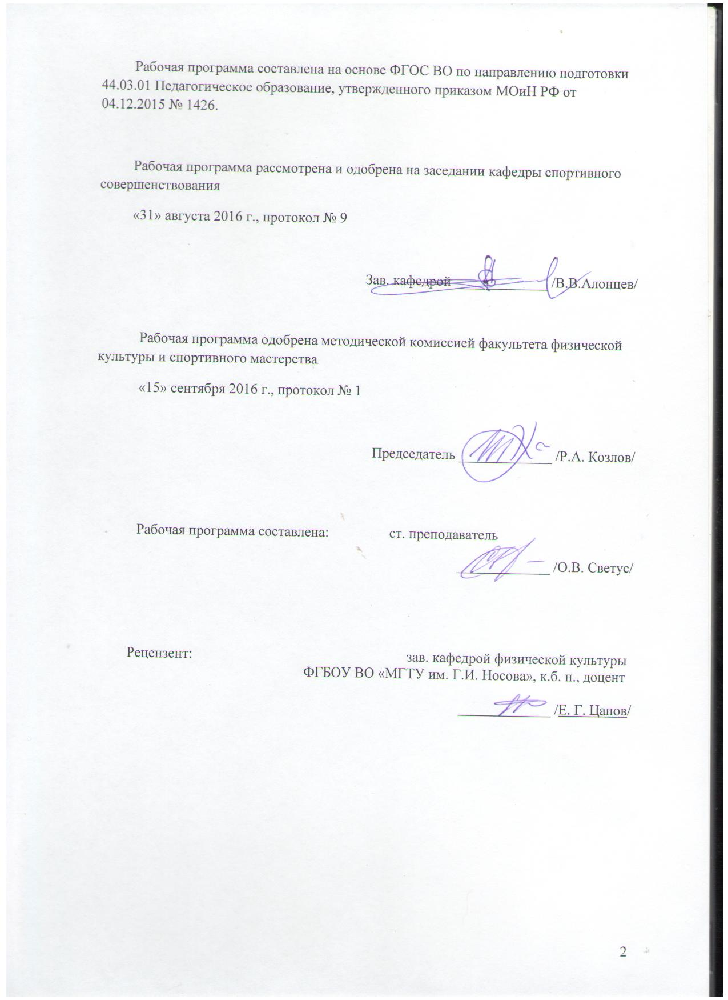 Рабочая программа составлена на основе ФГОС ВО по направлению подготовки
44.03.01 Педагогическое образование, утвержденного приказом МОиН РФ от
04.12.2015 № 1426.
Рабочая программа рассмотрена и одобрена на заседании кафедры спортивного
совершенствования
«31» августа 2016 г., протокол № 9
Зав. кафедрой /В.В.Алонцев/
Рабочая программа одобрена методической комиссией факультета физической
культуры и спортивного мастерства
«15» сентября 2016 г., протокол № 1
Председатель /Р.А. Козлов/
Рабочая программа составлена: ст. преподаватель
/О.В. Светус/
Рецензент: зав. кафедрой физической культуры
ФГБОУ ВО «МГТУ им. Г.И. Носова», к.б. н., доцент
/Е. Г. Цапов/
2